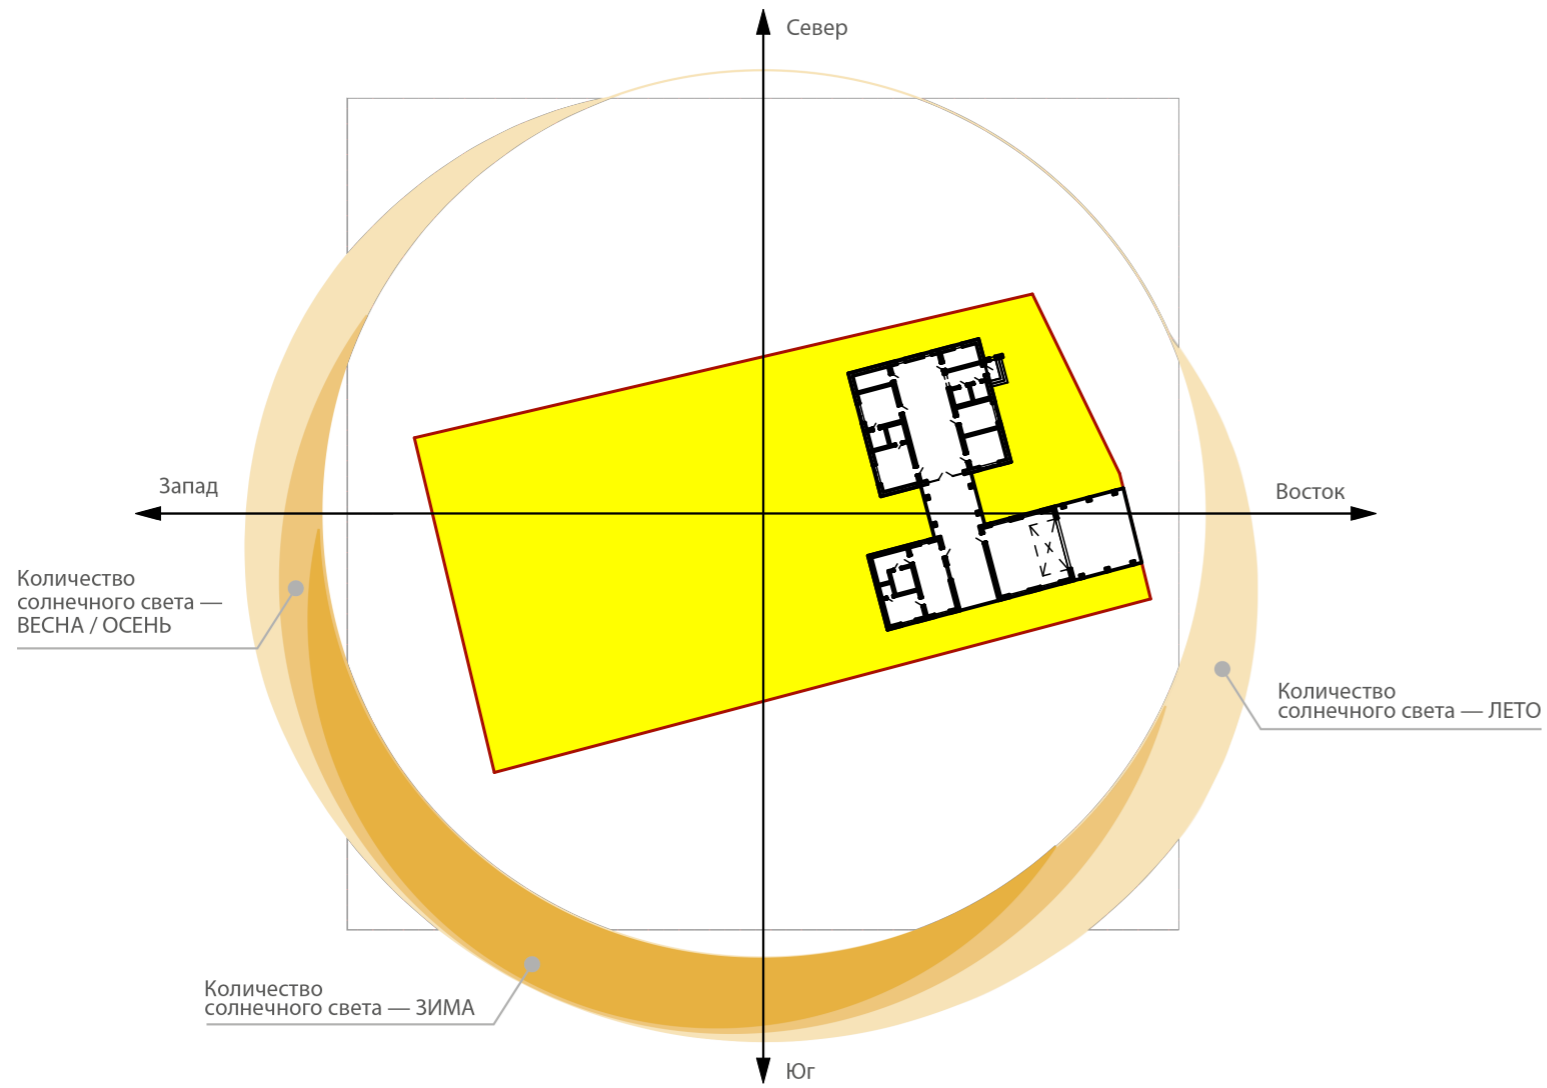 Север
Запад
Восток
Количество
солнечного света —
ВЕСНА / ОСЕНЬ
Количество
солнечного света — ЛЕТО
Количество
солнечного света — ЗИМА
Юг